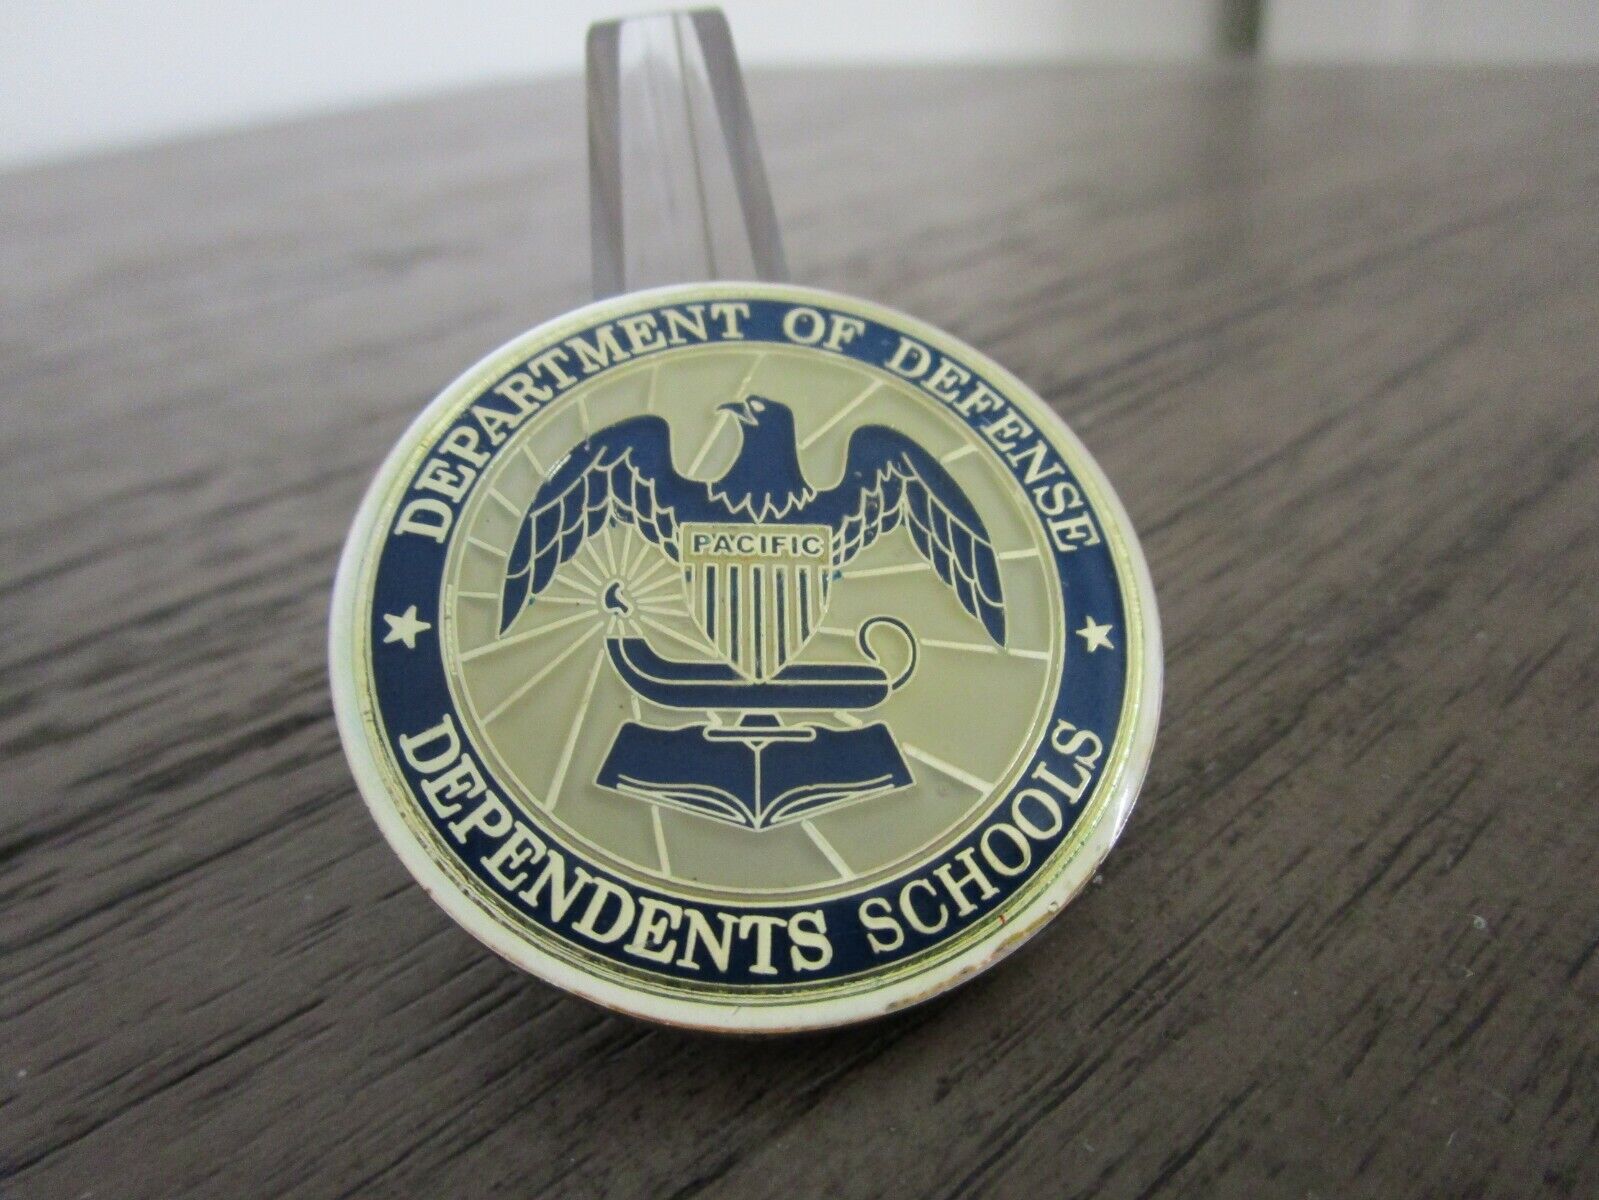 DEPARTMENT OF DEFENSE
PACIFIC
DEPENDENTS SCHOOLS